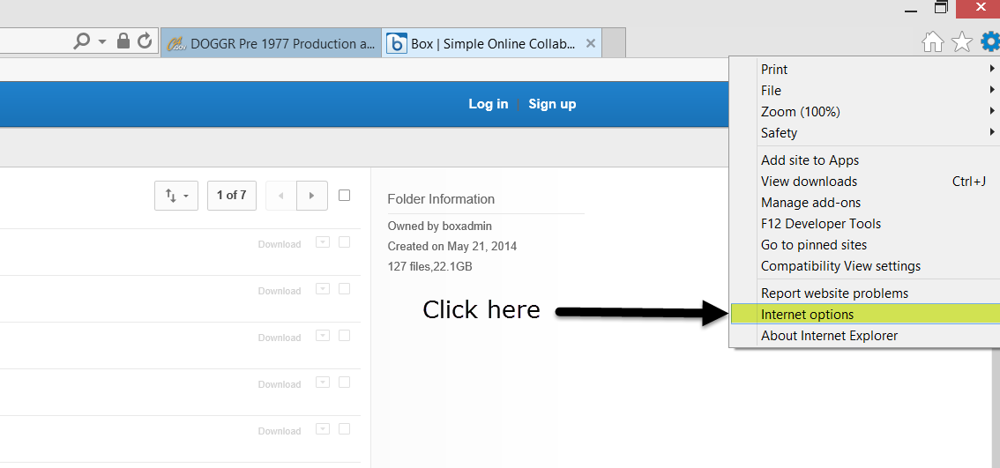 DOGGR Pre 1977 Production a...
Box | Simple Online Collab...
Log in Sign up
1 of 7
Download
Download
Download
Download
Download
Folder Information
Owned by boxadmin
Created on May 21, 2014
127 files,22.1GB
Click here
Print
File
Zoom (100%)
Safety
Add site to Apps
View downloads Ctrl+J
Manage add-ons
F12 Developer Tools
Go to pinned sites
Compatibility View settings
Report website problems
Internet options
About Internet Explorer